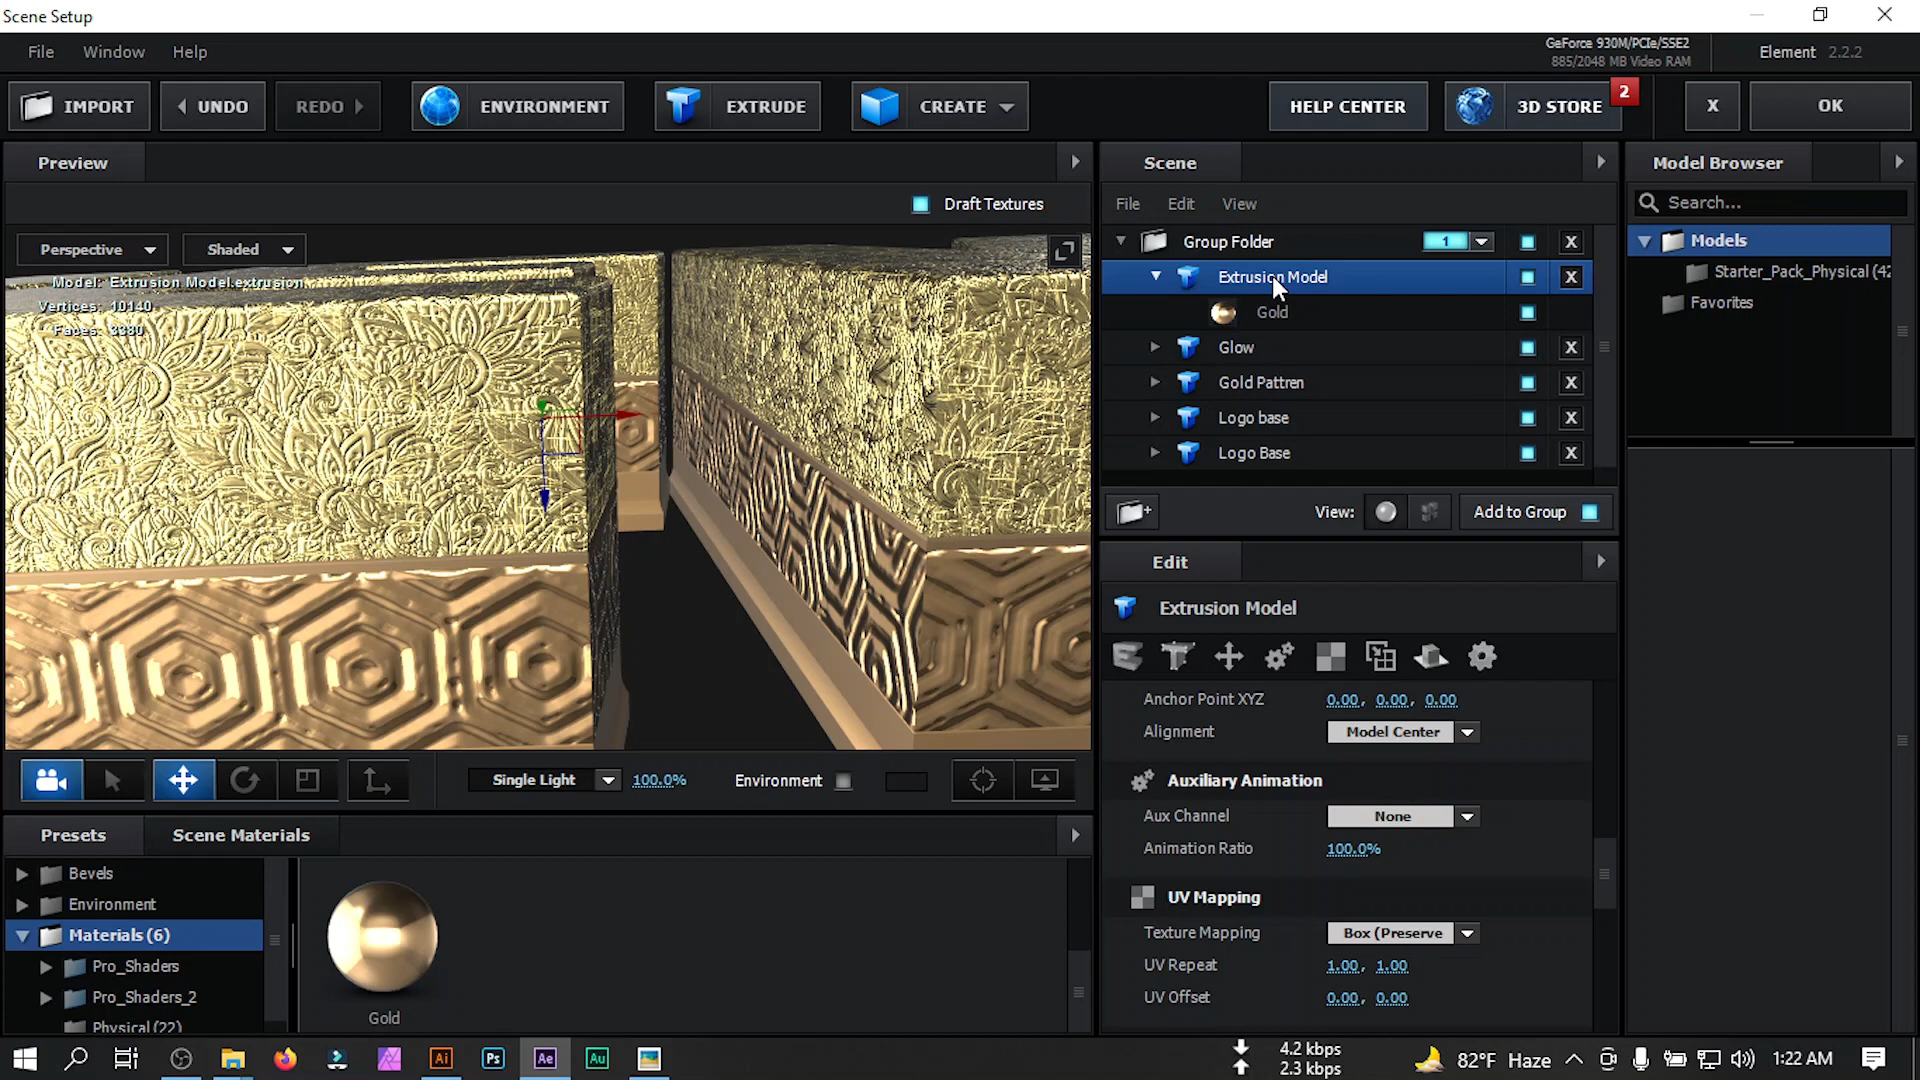 Scene Setup
File Window Help
GeForce 930M/PCIe/SSE2
885/2048 MB Video RAM
Element 2.2.2
IMPORT UNDO REDO ENVIRONMENT EXTRUDE CREATE HELP CENTER 3D STORE 2 X OK
Preview
Draft Textures
Perspective Shaded
Model: Extrusion Model.extrusion
Vertices: 10140
Faces: 3380
Single Light 100.0% Environment
Presets Scene Materials
Bevels
Environment
Materials (6)
Pro_Shaders
Pro_Shaders_2
Physical (22)
Gold
Scene
File Edit View
Group Folder 1 X
Extrusion Model X
Gold
Glow X
Gold Pattren X
Logo base X
Logo Base X
View: Add to Group
Edit
Extrusion Model
Anchor Point XYZ 0.00, 0.00, 0.00
Alignment Model Center
Auxiliary Animation
Aux Channel None
Animation Ratio 100.0%
UV Mapping
Texture Mapping Box (Preserve
UV Repeat 1.00, 1.00
UV Offset 0.00, 0.00
Model Browser
Search...
Models
Starter_Pack_Physical (42
Favorites
Ai Ps Ae Au
4.2 kbps
2.3 kbps
82°F Haze
1:22 AM